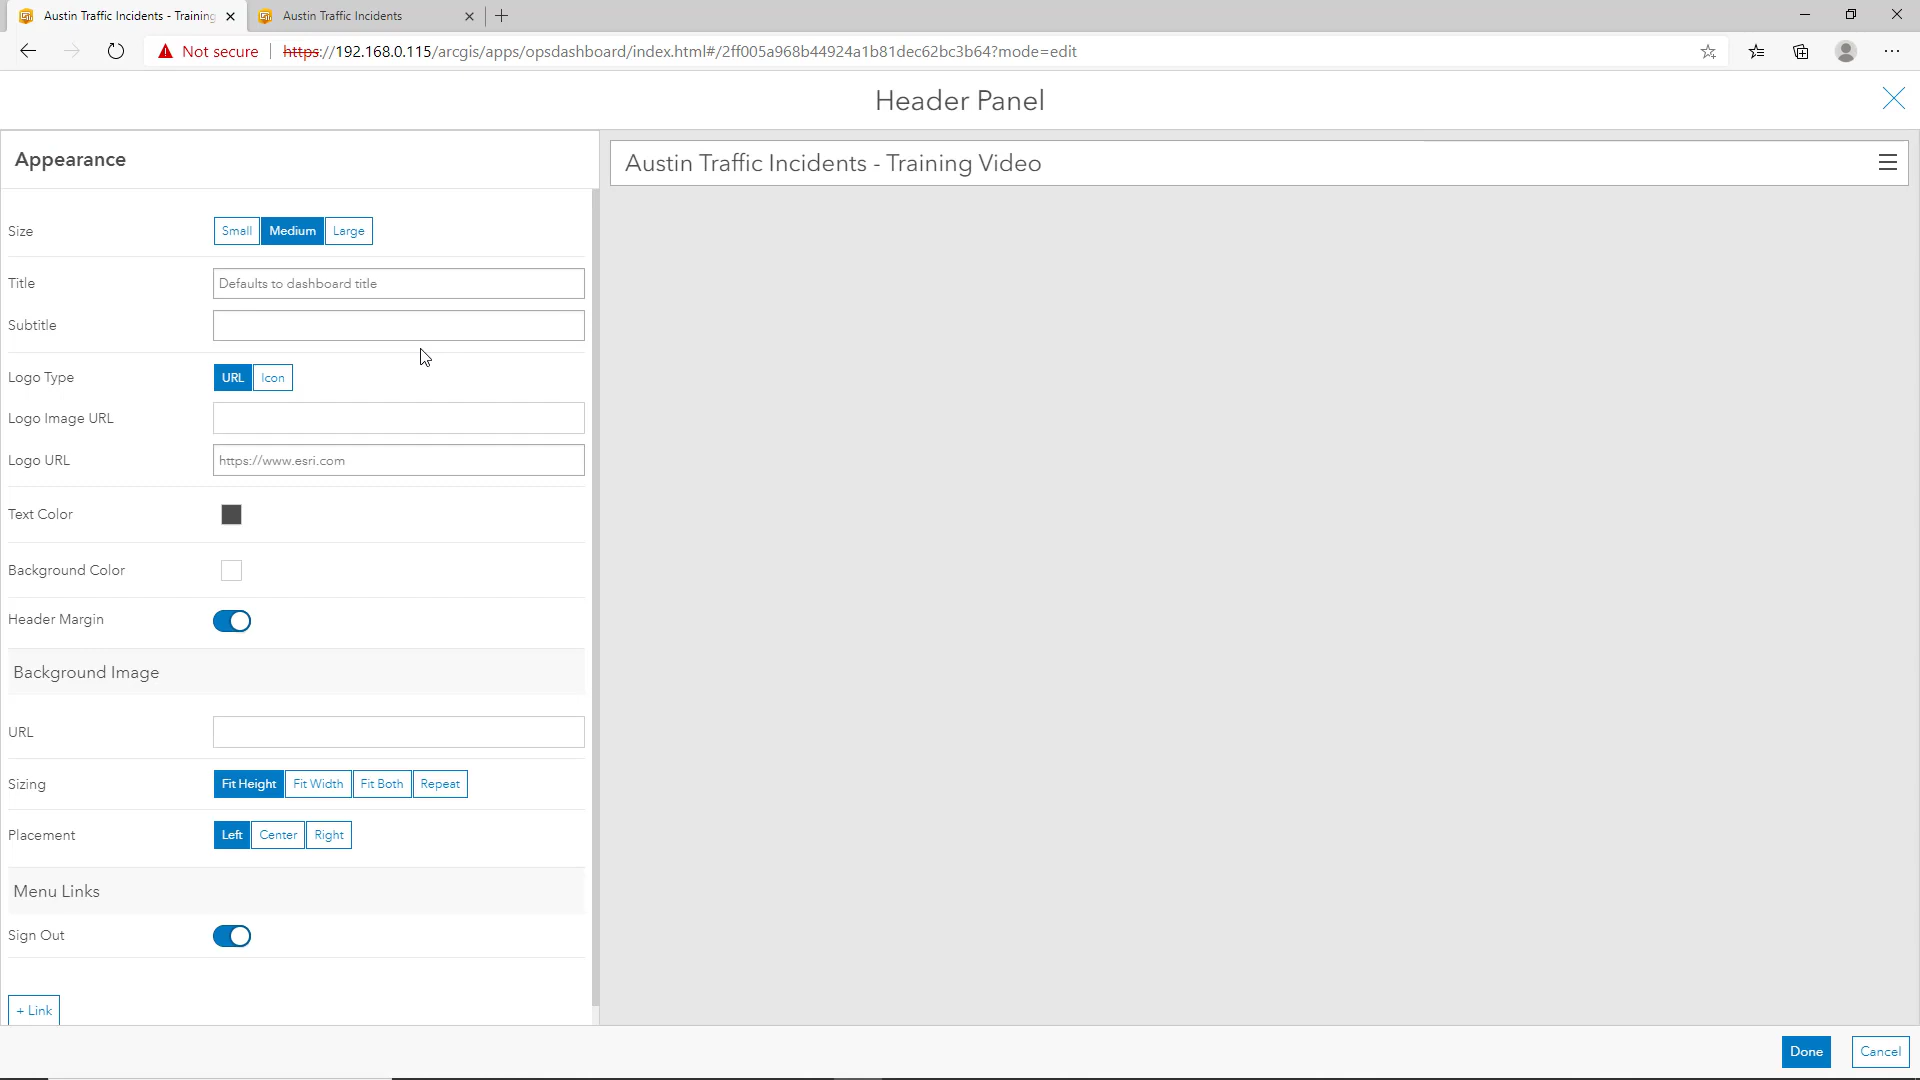 Austin Traffic Incidents - Training
Austin Traffic Incidents
Not secure https://192.168.0.115/arcgis/apps/opsdashboard/index.html#/2ff005a968b44924a1b81dec62bc3b64?mode=edit
Header Panel
Appearance
Austin Traffic Incidents - Training Video
Size Small Medium Large
Title Defaults to dashboard title
Subtitle
Logo Type URL Icon
Logo Image URL
Logo URL https://www.esri.com
Text Color
Background Color
Header Margin
Background Image
URL
Sizing Fit Height Fit Width Fit Both Repeat
Placement Left Center Right
Menu Links
Sign Out
+ Link
Done Cancel